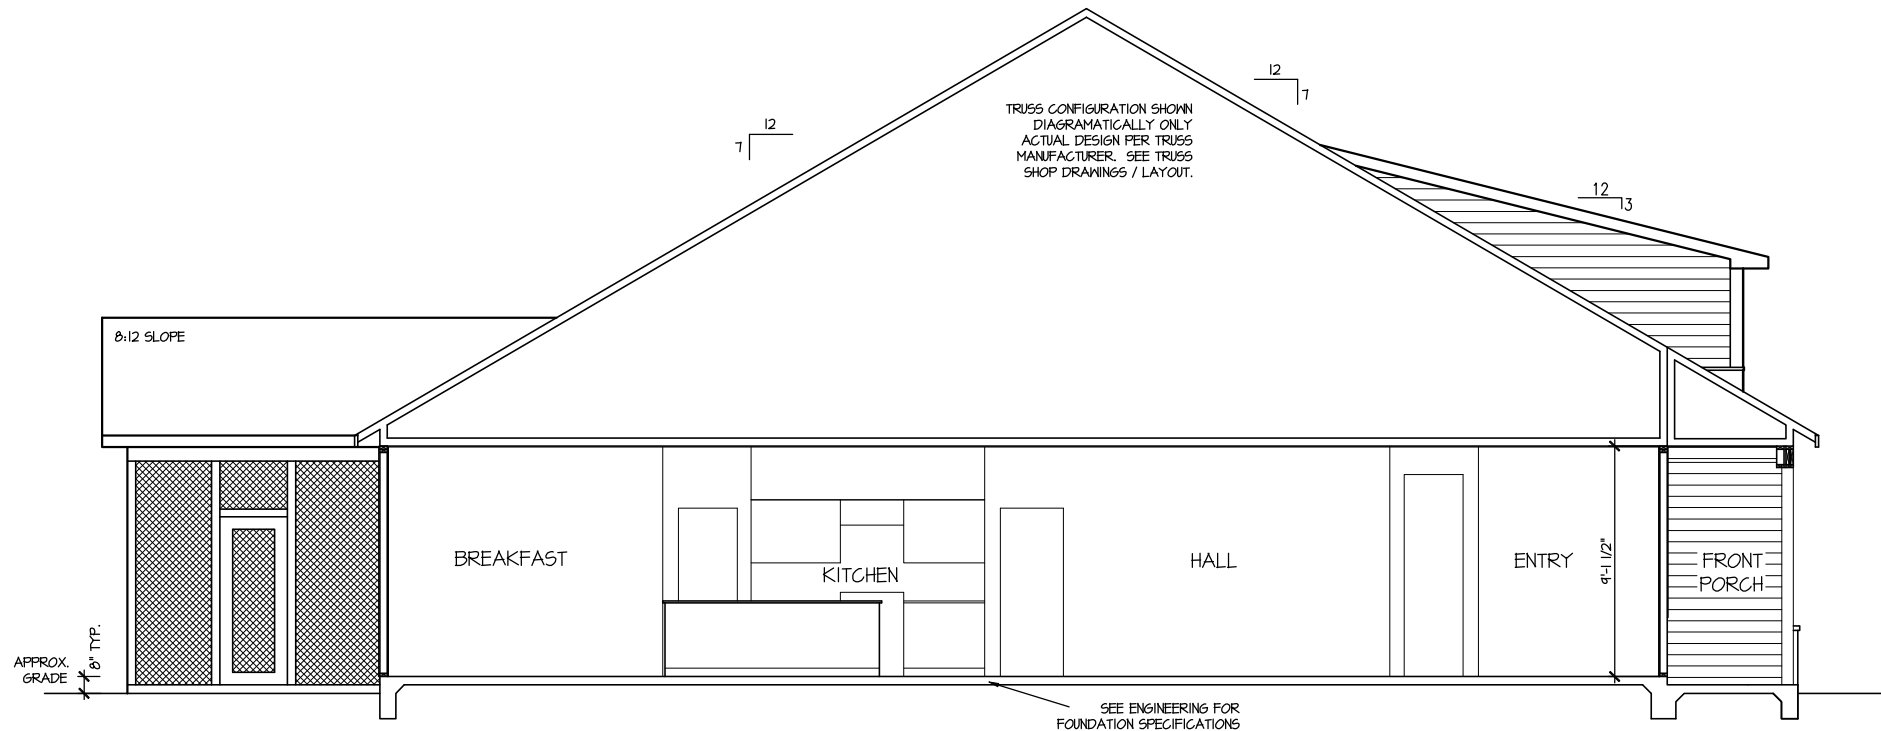 12
7
TRUSS CONFIGURATION SHOWN
DIAGRAMATICALLY ONLY
ACTUAL DESIGN PER TRUSS
MANUFACTURER. SEE TRUSS
SHOP DRAWINGS / LAYOUT.
12
7
12
3
8:12 SLOPE
BREAKFAST
KITCHEN
HALL
ENTRY
9'-1 1/2"
FRONT
PORCH
8" TYP.
APPROX.
GRADE
SEE ENGINEERING FOR
FOUNDATION SPECIFICATIONS